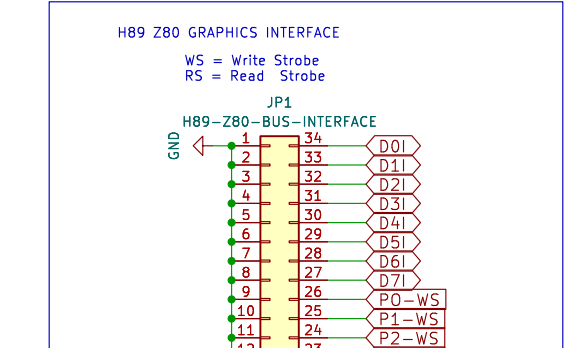 H89 Z80 GRAPHICS INTERFACE
WS = Write Strobe
RS = Read  Strobe
JP1
H89-Z80-BUS-INTERFACE
GND
1 34 D0I
2 33 D1I
3 32 D2I
4 31 D3I
5 30 D4I
6 29 D5I
7 28 D6I
8 27 D7I
9 26 P0-WS
10 25 P1-WS
11 24 P2-WS